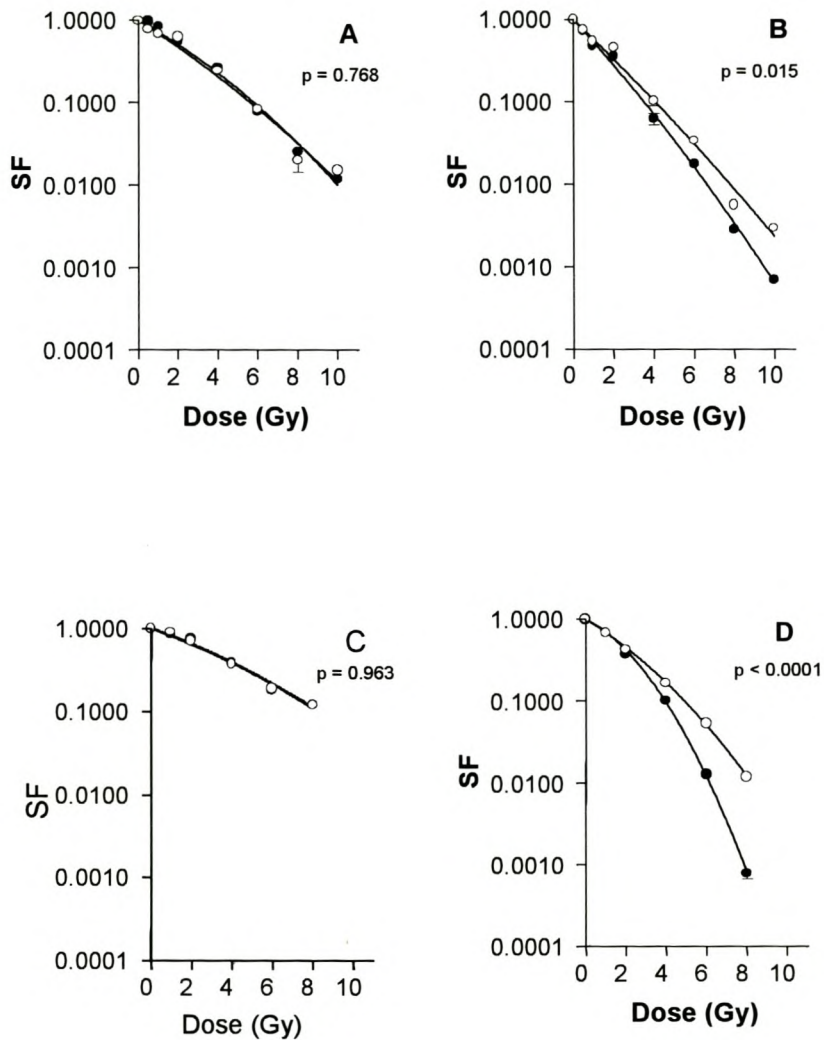 A
p = 0.768
1.0000
0.1000
0.0100
0.0010
0.0001
SF
0 2 4 6 8 10
Dose (Gy)
B
p = 0.015
1.0000
0.1000
0.0100
0.0010
0.0001
SF
0 2 4 6 8 10
Dose (Gy)
C
p = 0.963
1.0000
0.1000
0.0100
0.0010
0.0001
SF
0 2 4 6 8 10
Dose (Gy)
D
p < 0.0001
1.0000
0.1000
0.0100
0.0010
0.0001
SF
0 2 4 6 8 10
Dose (Gy)